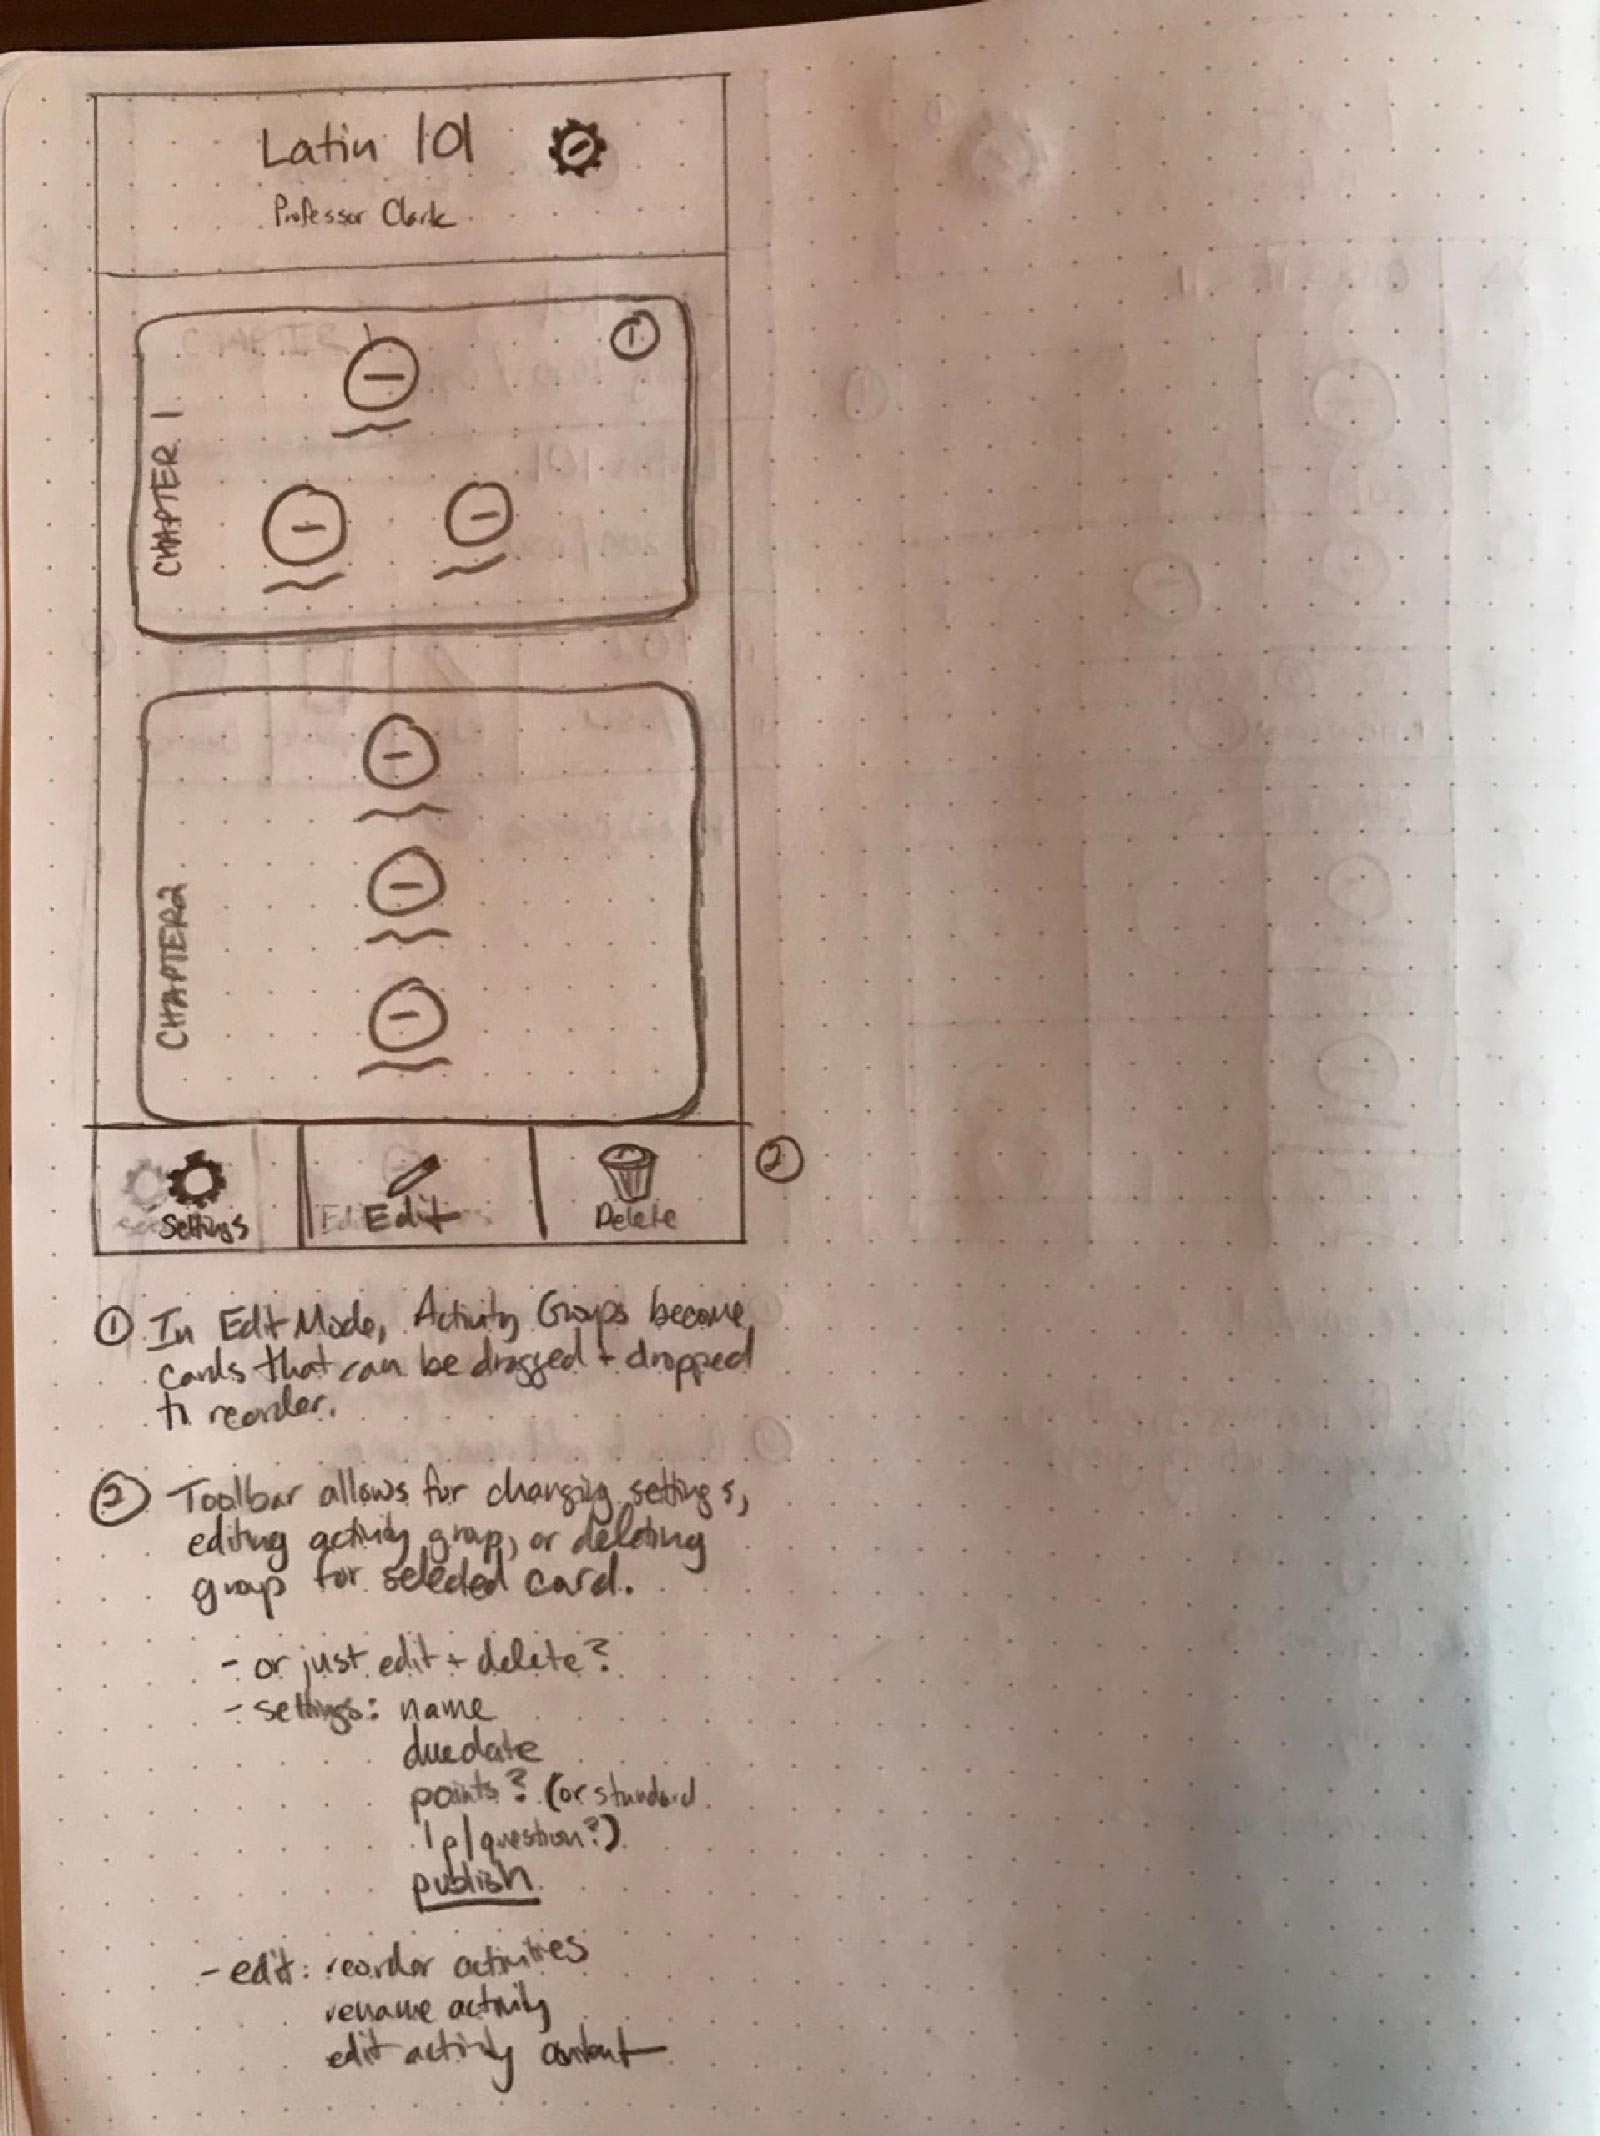 Latin 101
Professor Clark
1
CHAPTER 1
CHAPTER 2
Settings
Edit
Delete
2
1 In Edit Mode, Activity Groups become
cards that can be dragged + dropped
to reorder.
2 Toolbar allows for changing settings,
editing activity group, or deleting
group for selected card.
- or just edit + delete?
- settings: name
due date
points? (or standard
1p/question?)
publish
- edit: reorder activities
rename activity
edit activity content